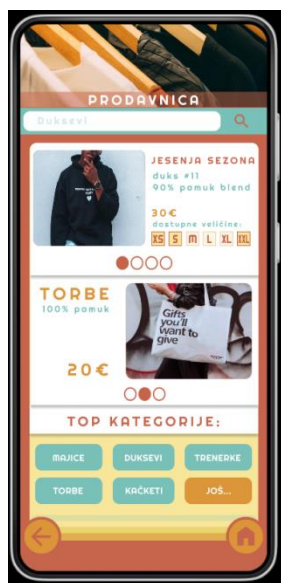 PRODAVNICA
Duksevi
JESENJA SEZONA
duks #11
90% pamuk blend
30€
dostupne veličine:
XS S M L XL XXL
TORBE
100% pamuk
20€
Gifts
you'll
want to
give
TOP KATEGORIJE:
MAJICE DUKSEVI TRENERKE
TORBE KAČKETI JOŠ...